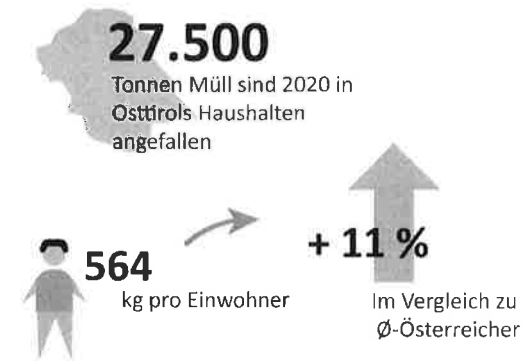 27.500
Tonnen Müll sind 2020 in
Osttirols Haushalten
angefallen
564
kg pro Einwohner
+ 11 %
Im Vergleich zu
Ø-Österreicher